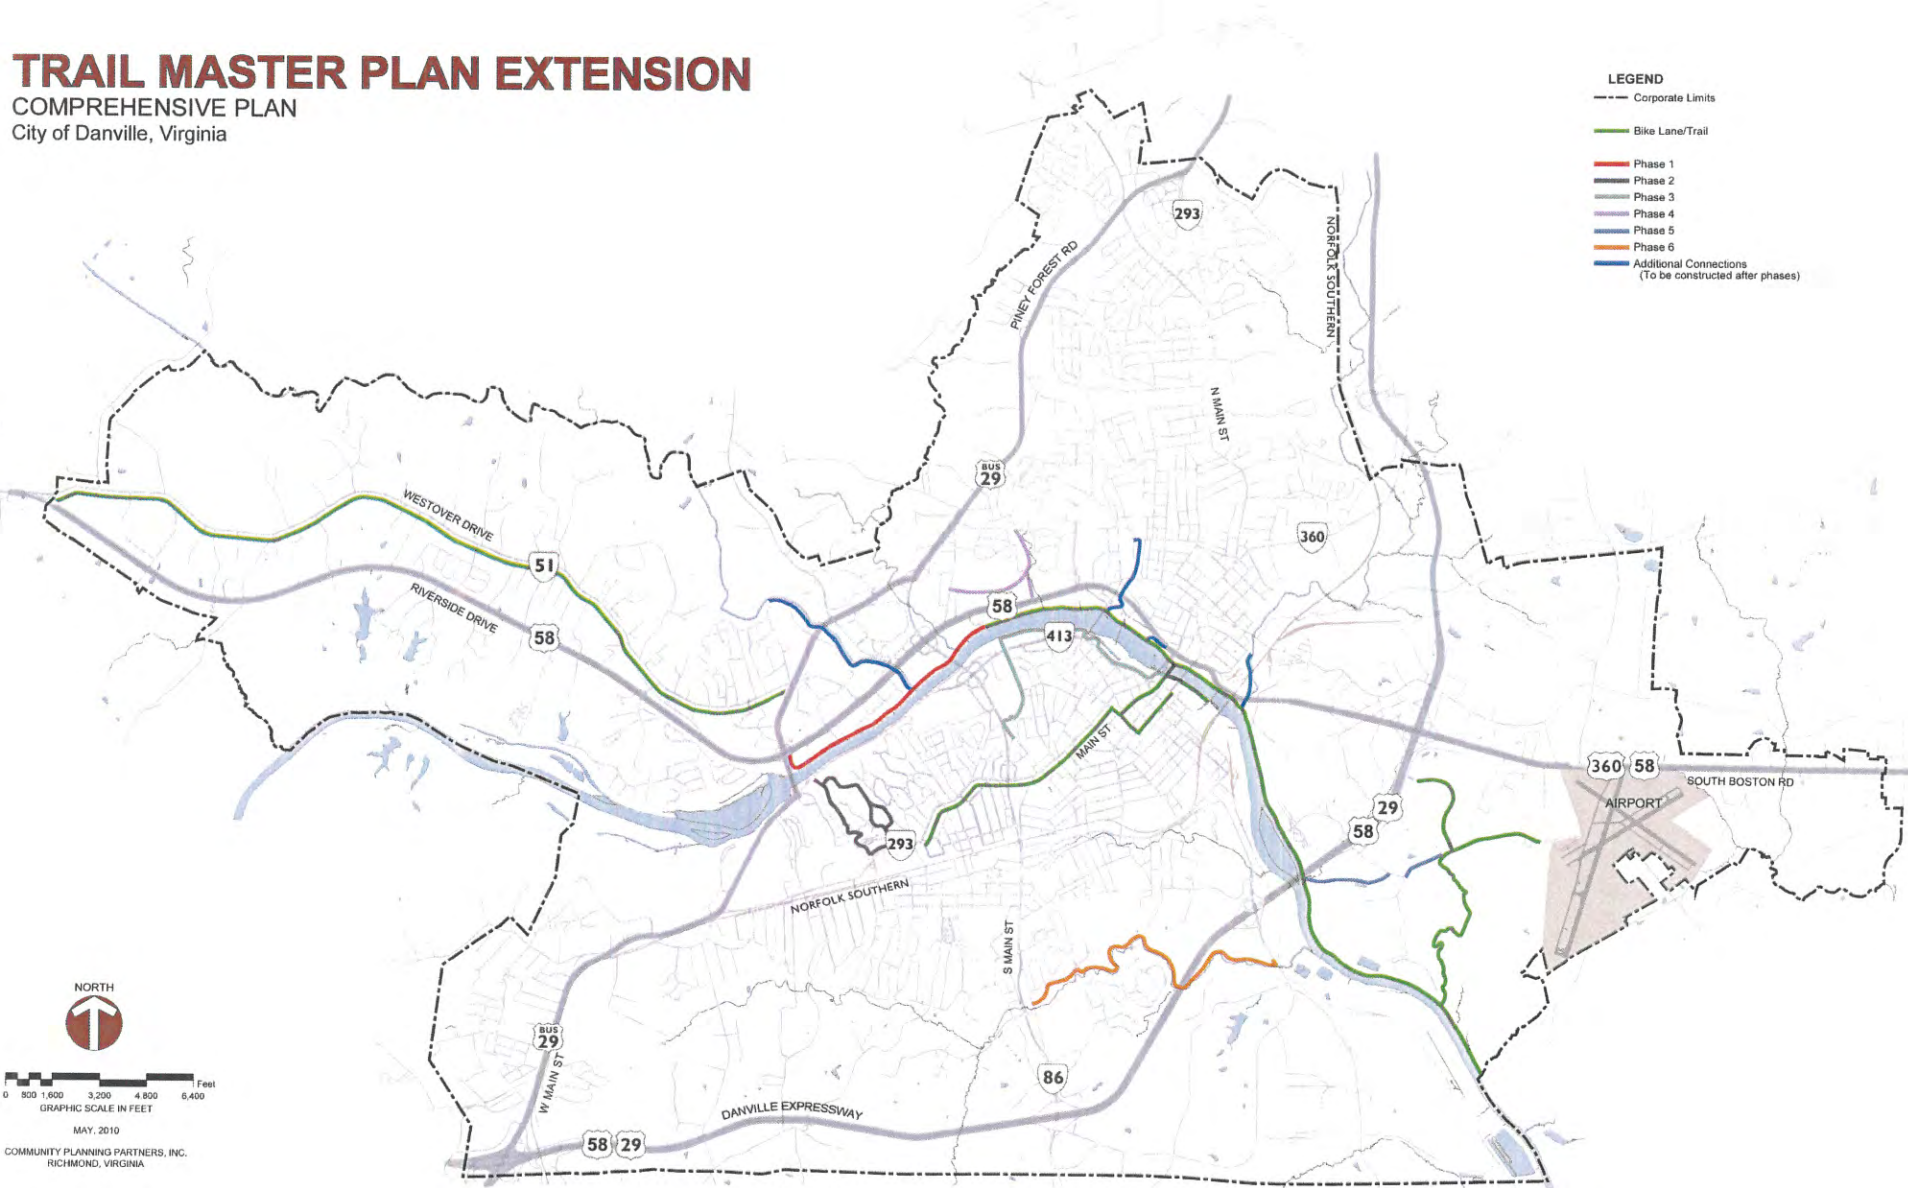 TRAIL MASTER PLAN EXTENSION
COMPREHENSIVE PLAN
City of Danville, Virginia
LEGEND
Corporate Limits
Bike Lane/Trail
Phase 1
Phase 2
Phase 3
Phase 4
Phase 5
Phase 6
Additional Connections
(To be constructed after phases)
293
PINEY FOREST RD
NORFOLK SOUTHERN
N MAIN ST
BUS
29
360
WESTOVER DRIVE
51
RIVERSIDE DRIVE
58
58
413
MAIN ST
360 58
SOUTH BOSTON RD
AIRPORT
29
58
293
NORFOLK SOUTHERN
S MAIN ST
NORTH
BUS
29
W MAIN ST
86
DANVILLE EXPRESSWAY
58 29
0 800 1,600 3,200 4,800 6,400
Feet
GRAPHIC SCALE IN FEET
MAY, 2010
COMMUNITY PLANNING PARTNERS, INC.
RICHMOND, VIRGINIA